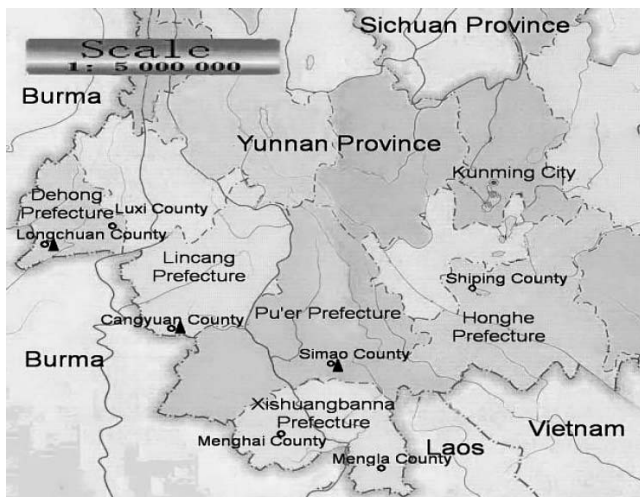 Sichuan Province
Scale
1: 5 000 000
Burma
Yunnan Province
Kunming City
Dehong
Prefecture
Luxi County
Longchuan County
Lincang
Prefecture
Shiping County
Cangyuan County
Pu'er Prefecture
Honghe
Prefecture
Burma
Simao County
Xishuangbanna
Prefecture
Menghai County
Mengla County
Laos
Vietnam